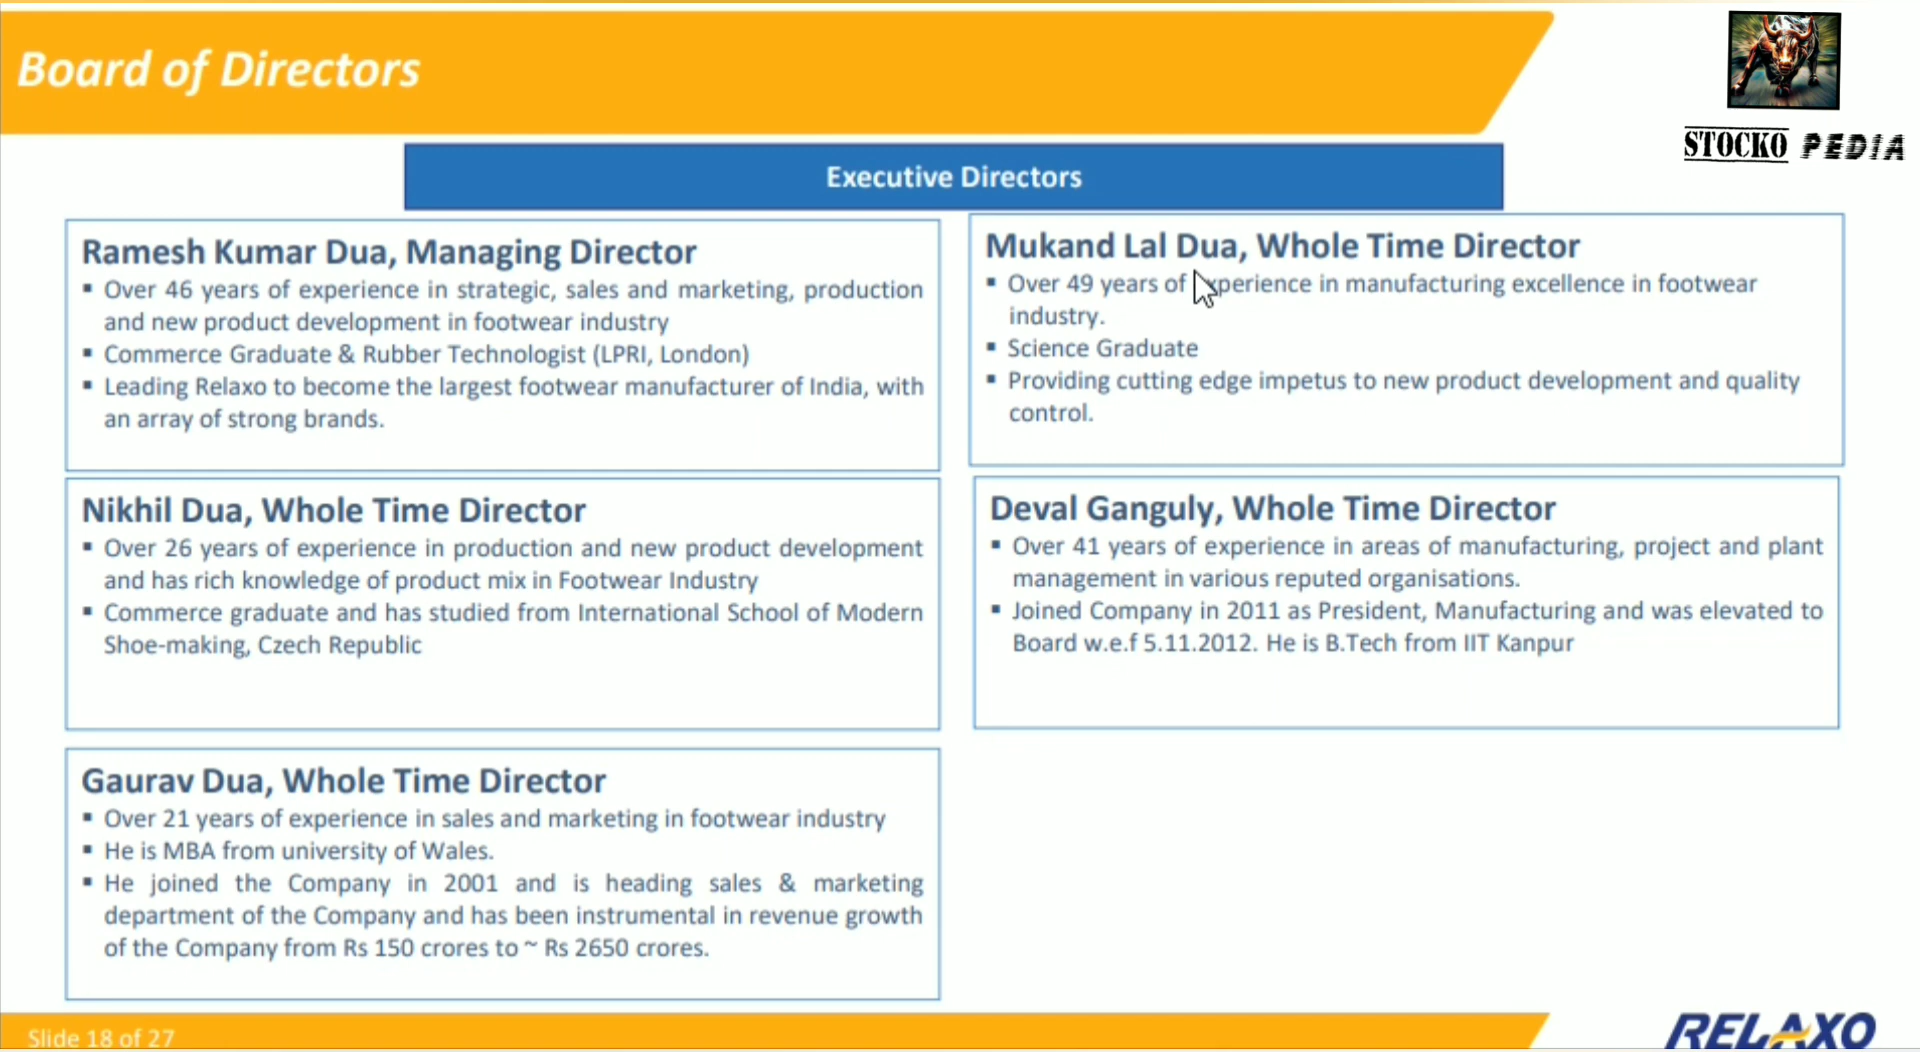 Board of Directors
STOCKO PEDIA
Executive Directors
Ramesh Kumar Dua, Managing Director
▪ Over 46 years of experience in strategic, sales and marketing, production
and new product development in footwear industry
▪ Commerce Graduate & Rubber Technologist (LPRI, London)
▪ Leading Relaxo to become the largest footwear manufacturer of India, with
an array of strong brands.
Mukand Lal Dua, Whole Time Director
▪ Over 49 years of experience in manufacturing excellence in footwear
industry.
▪ Science Graduate
▪ Providing cutting edge impetus to new product development and quality
control.
Nikhil Dua, Whole Time Director
▪ Over 26 years of experience in production and new product development
and has rich knowledge of product mix in Footwear Industry
▪ Commerce graduate and has studied from International School of Modern
Shoe-making, Czech Republic
Deval Ganguly, Whole Time Director
▪ Over 41 years of experience in areas of manufacturing, project and plant
management in various reputed organisations.
▪ Joined Company in 2011 as President, Manufacturing and was elevated to
Board w.e.f 5.11.2012. He is B.Tech from IIT Kanpur
Gaurav Dua, Whole Time Director
▪ Over 21 years of experience in sales and marketing in footwear industry
▪ He is MBA from university of Wales.
▪ He joined the Company in 2001 and is heading sales & marketing
department of the Company and has been instrumental in revenue growth
of the Company from Rs 150 crores to ~ Rs 2650 crores.
Slide 18 of 27
RELAXO